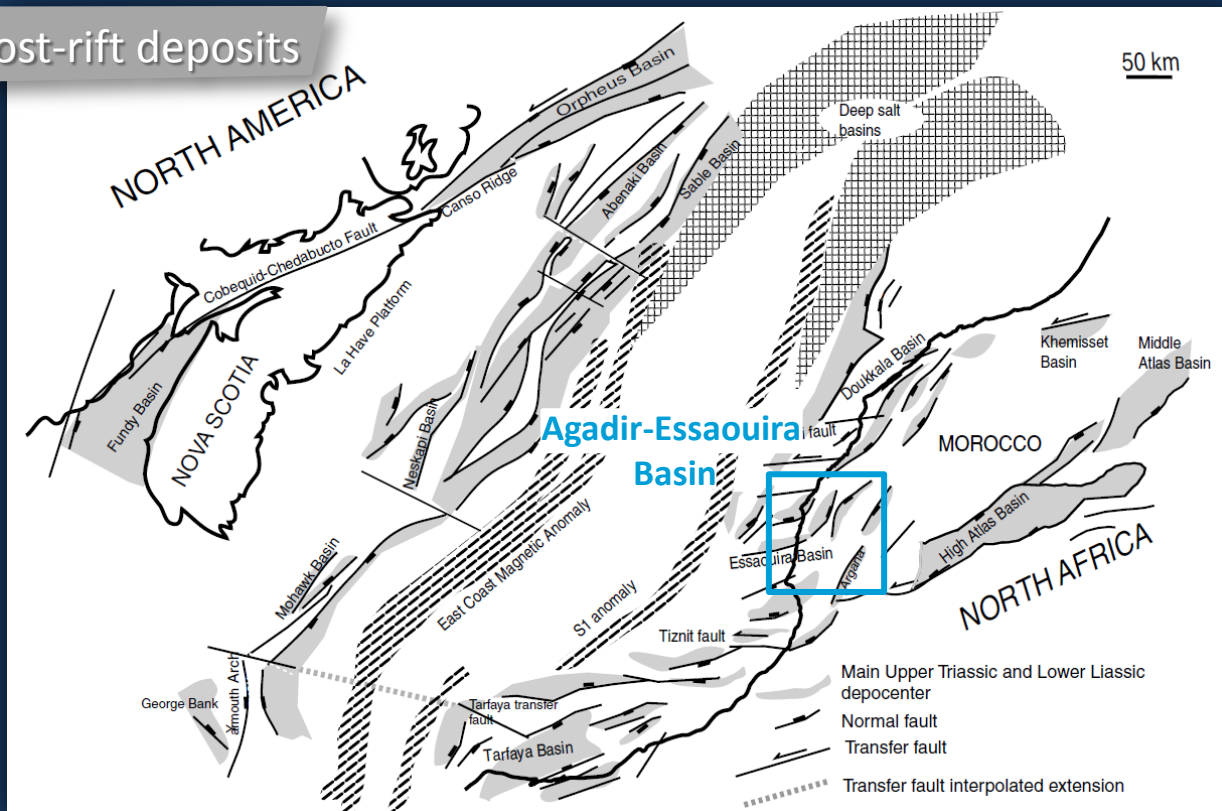 ost-rift deposits
50 km
NORTH AMERICA
Orpheus Basin
Deep salt
basins
Canso Ridge
Abenaki Basin
Sable Basin
Cobequid-Chedabucto Fault
La Have Platform
Fundy Basin
NOVA SCOTIA
Neskapi Basin
Doukkala Basin
Khemisset
Basin
Middle
Atlas Basin
Agadir-Essaouira
Basin
fault
MOROCCO
High Atlas Basin
NORTH AFRICA
Essaouira Basin
Argana
Mohawk Basin
East Coast Magnetic Anomaly
S1 anomaly
Tiznit fault
George Bank
Yarmouth Arch
Tarfaya transfer
fault
Tarfaya Basin
Main Upper Triassic and Lower Liassic
depocenter
Normal fault
Transfer fault
Transfer fault interpolated extension